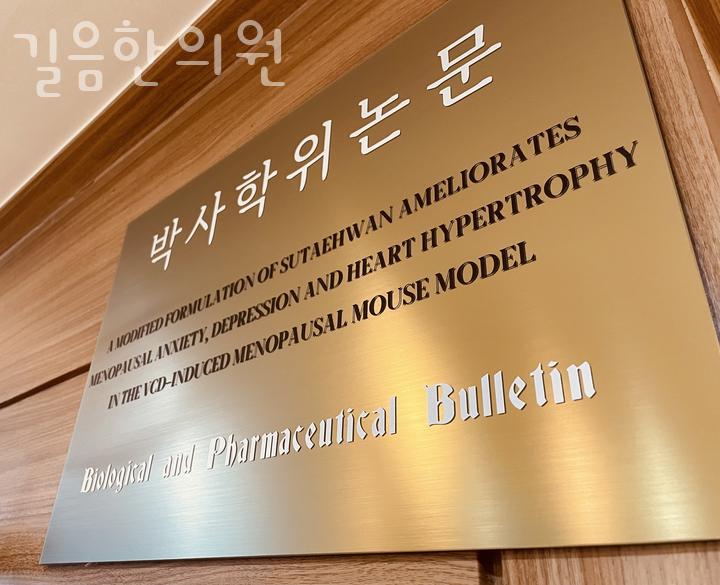 길음한의원
박사학위논문
A MODIFIED FORMULATION OF SUTAEHWAN AMELIORATES
MENOPAUSAL ANXIETY, DEPRESSION AND HEART HYPERTROPHY
IN THE VCD-INDUCED MENOPAUSAL MOUSE MODEL
Biological and Pharmaceutical Bulletin